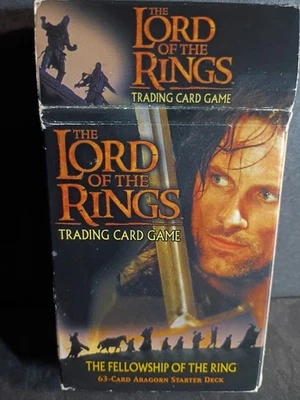 THE
LORD
OF THE
RINGS
TRADING CARD GAME
THE
LORD
OF THE
RINGS
TRADING CARD GAME
THE FELLOWSHIP OF THE RING
63-CARD ARAGORN STARTER DECK